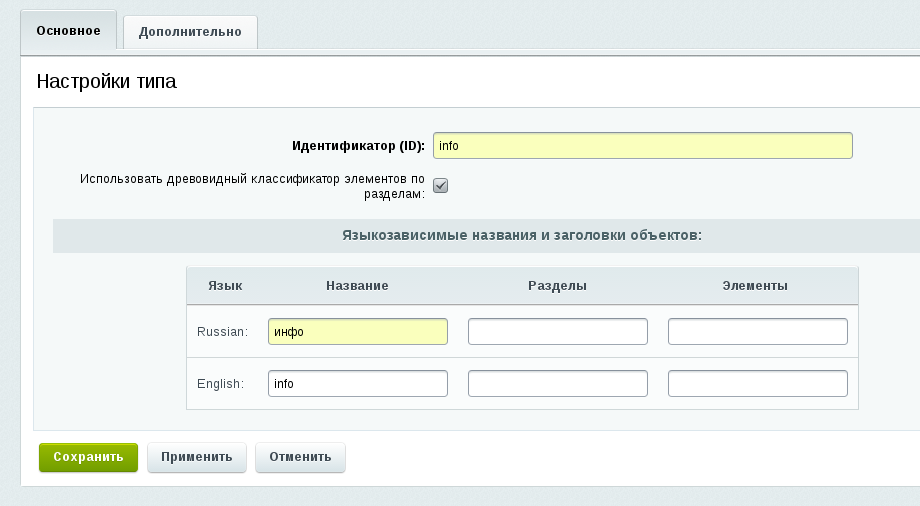 Основное Дополнительно
Настройки типа
Идентификатор (ID): info
Использовать древовидный классификатор элементов по
разделам:
Языкозависимые названия и заголовки объектов:
Язык Название Разделы Элементы
Russian: инфо
English: info
Сохранить Применить Отменить